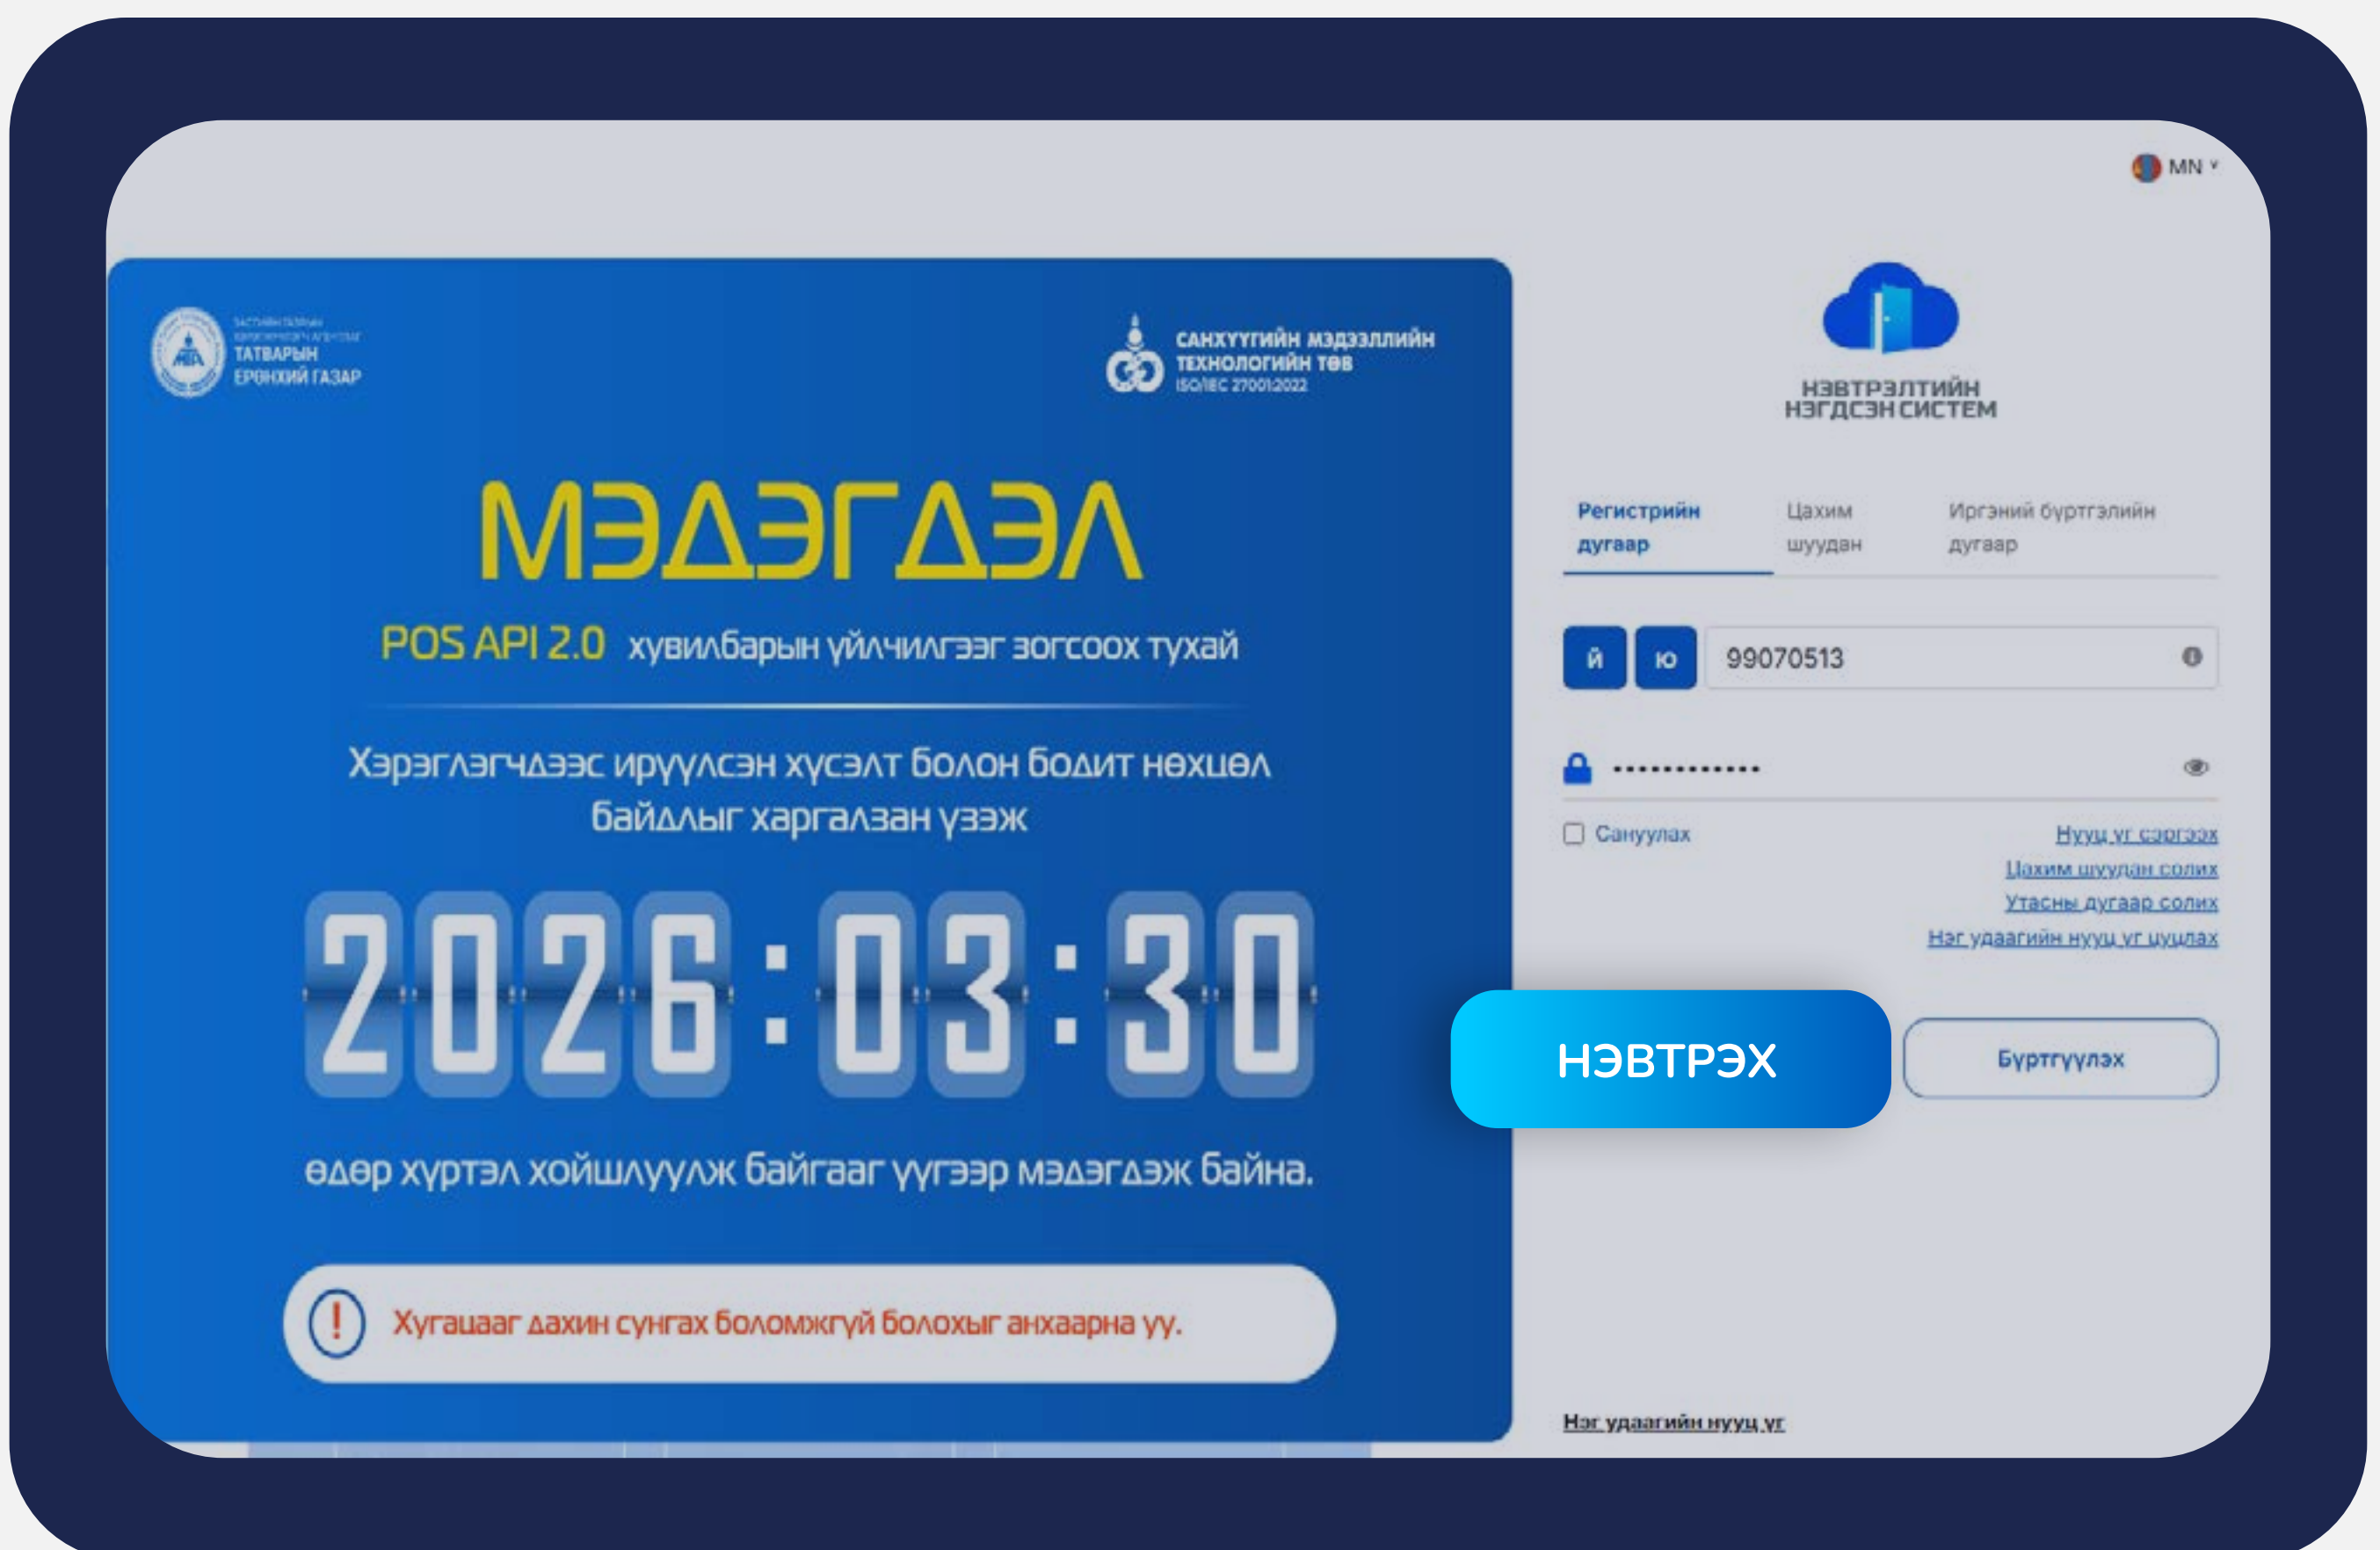 MN
ТАТВАРЫН
ЕРӨНХИЙ ГАЗАР
САНХҮҮГИЙН МЭДЭЭЛЛИЙН
ТЕХНОЛОГИЙН ТӨВ
ISO/IEC 27001:2022
МЭДЭГДЭЛ
POS API 2.0 хувилбарын үйлчилгээг зогсоох тухай
Хэрэглэгчдээс ирүүлсэн хүсэлт болон бодит нөхцөл
байдлыг харгалзан үзэж
2026:03:30
өдөр хүртэл хойшлуулж байгааг үүгээр мэдэгдэж байна.
! Хугацааг дахин сунгах боломжгүй болохыг анхаарна уу.
НЭВТРЭЛТИЙН
НЭГДСЭН СИСТЕМ
Регистрийн дугаар
Цахим шуудан
Иргэний бүртгэлийн дугаар
Й Ю 99070513
••••••••••••
Сануулах
Нууц үг сэргээх
Цахим шуудан солих
Утасны дугаар солих
Нэг удаагийн нууц үг цуцлах
НЭВТРЭХ
Бүртгүүлэх
Нэг удаагийн нууц үг